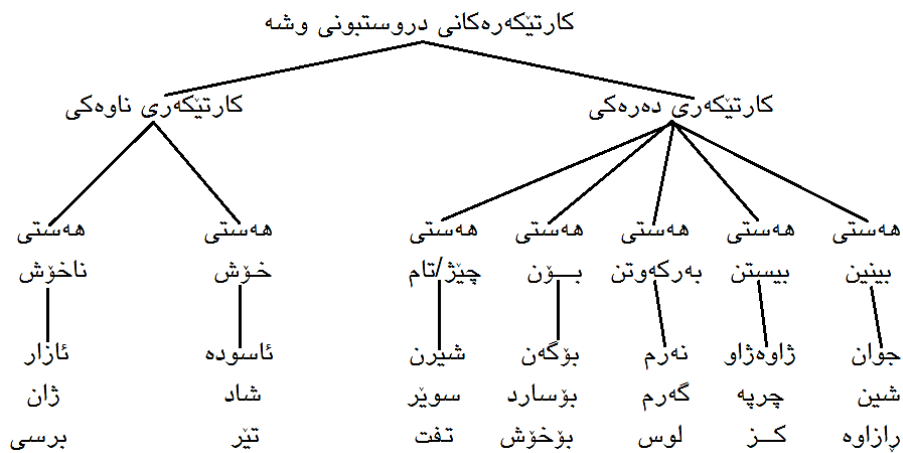 کارتێکەرەکانی دروستبونی وشە
کارتێکەری دەرەکی کارتێکەری ناوەکی
هەستی هەستی هەستی هەستی هەستی هەستی هەستی
بینین بیستن بەرکەوتن بــۆن چێژ/تام خۆش ناخۆش
جوان ژاوەژاو نەرم بۆگەن شیرن ئاسودە ئازار
شین چرپە گەرم بۆسارد سوێر شاد ژان
ڕازاوە کــز لوس بۆخۆش تفت تێر برسی